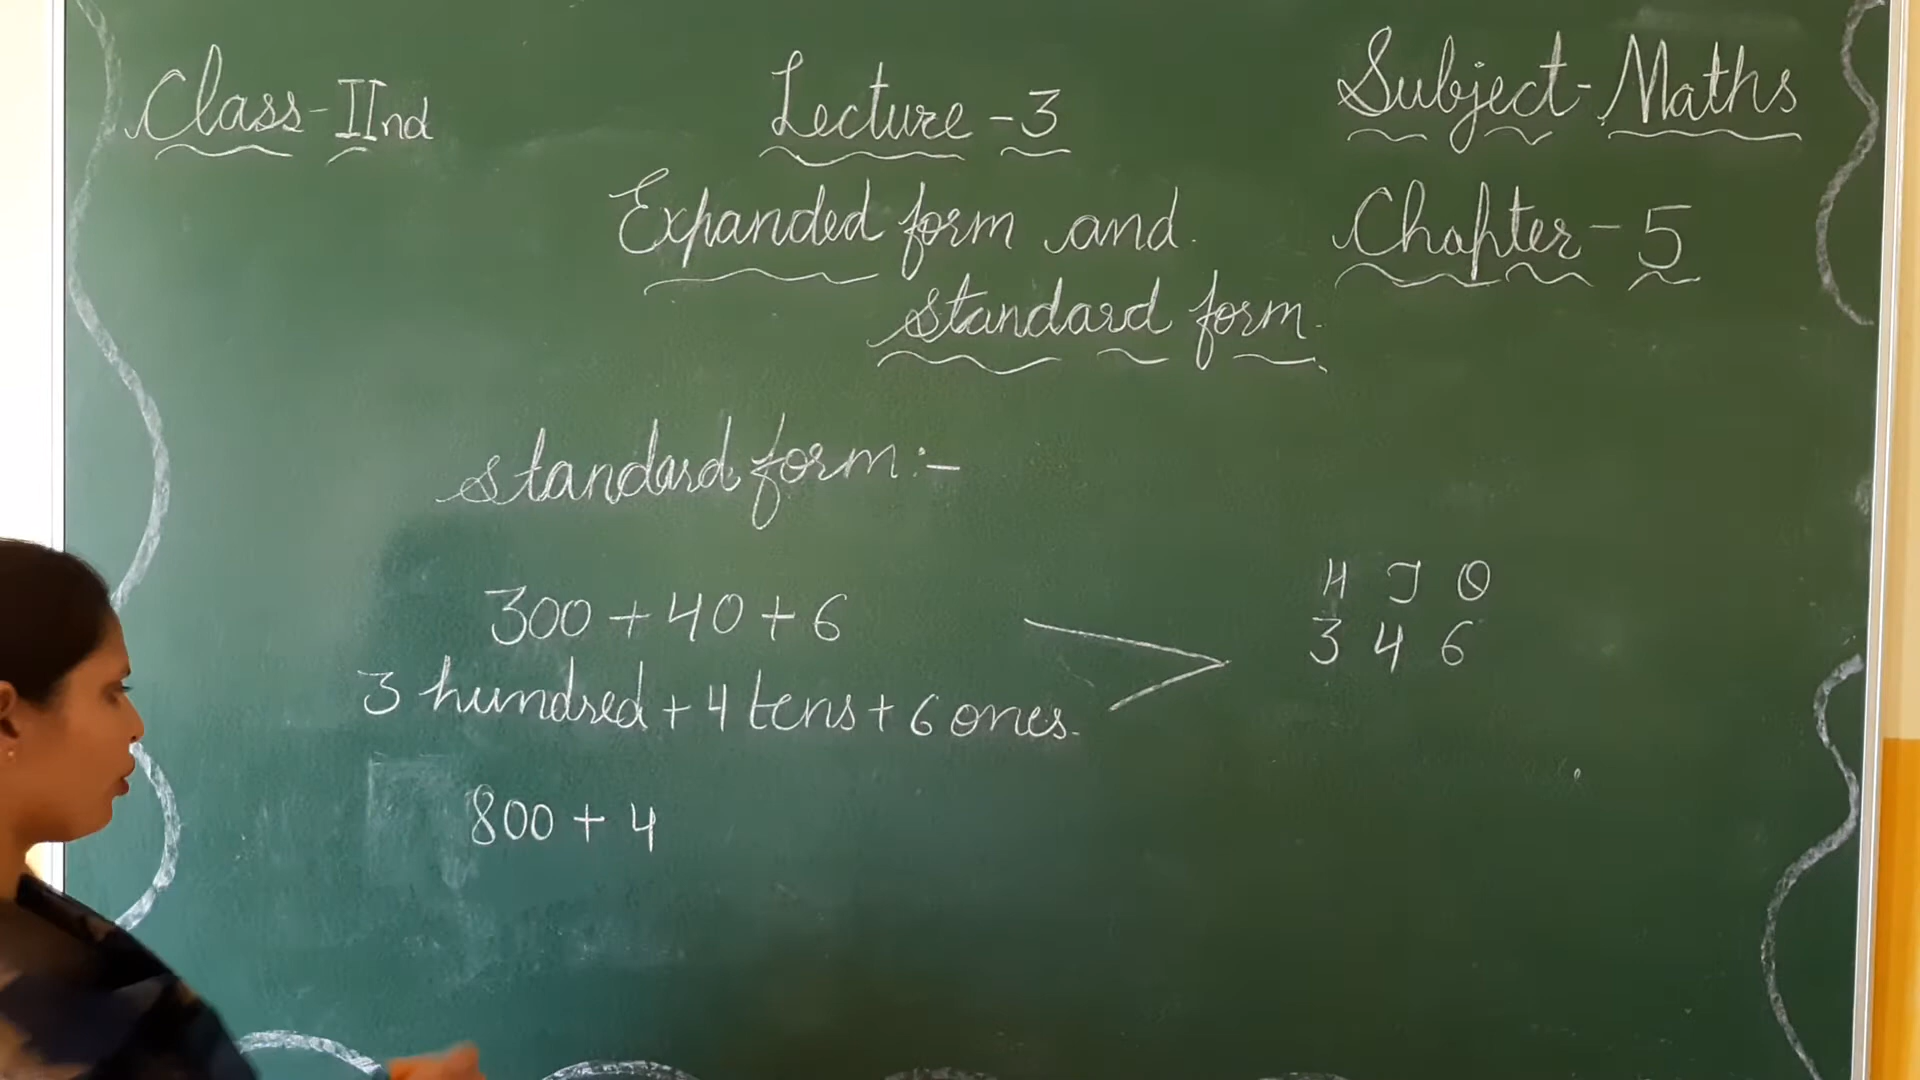 Class-IInd
Lecture-3
Subject-Maths
Expanded form and
standard form.
Chapter-5
standard form:-
300+40+6
3 hundred+4 tens+6 ones.
H T O
3 4 6
800+4